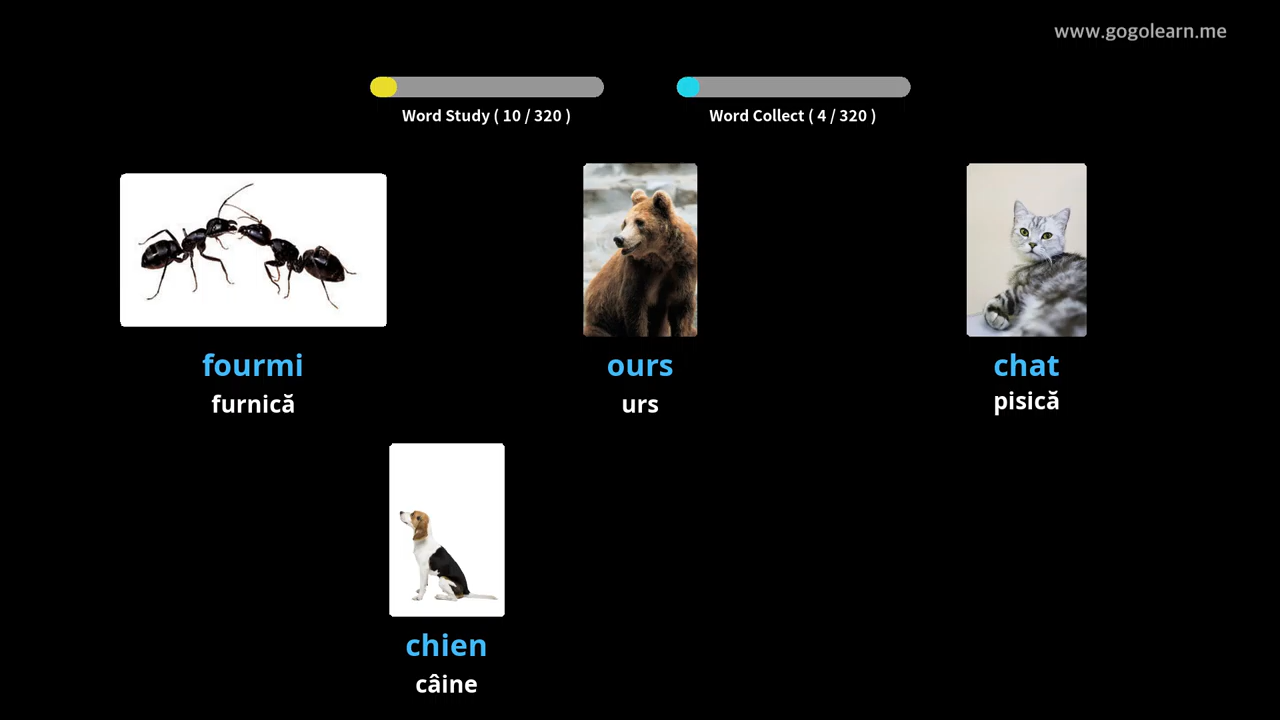 www.gogolearn.me
Word Study ( 10 / 320 )
Word Collect ( 4 / 320 )
fourmi
furnică
ours
urs
chat
pisică
chien
câine